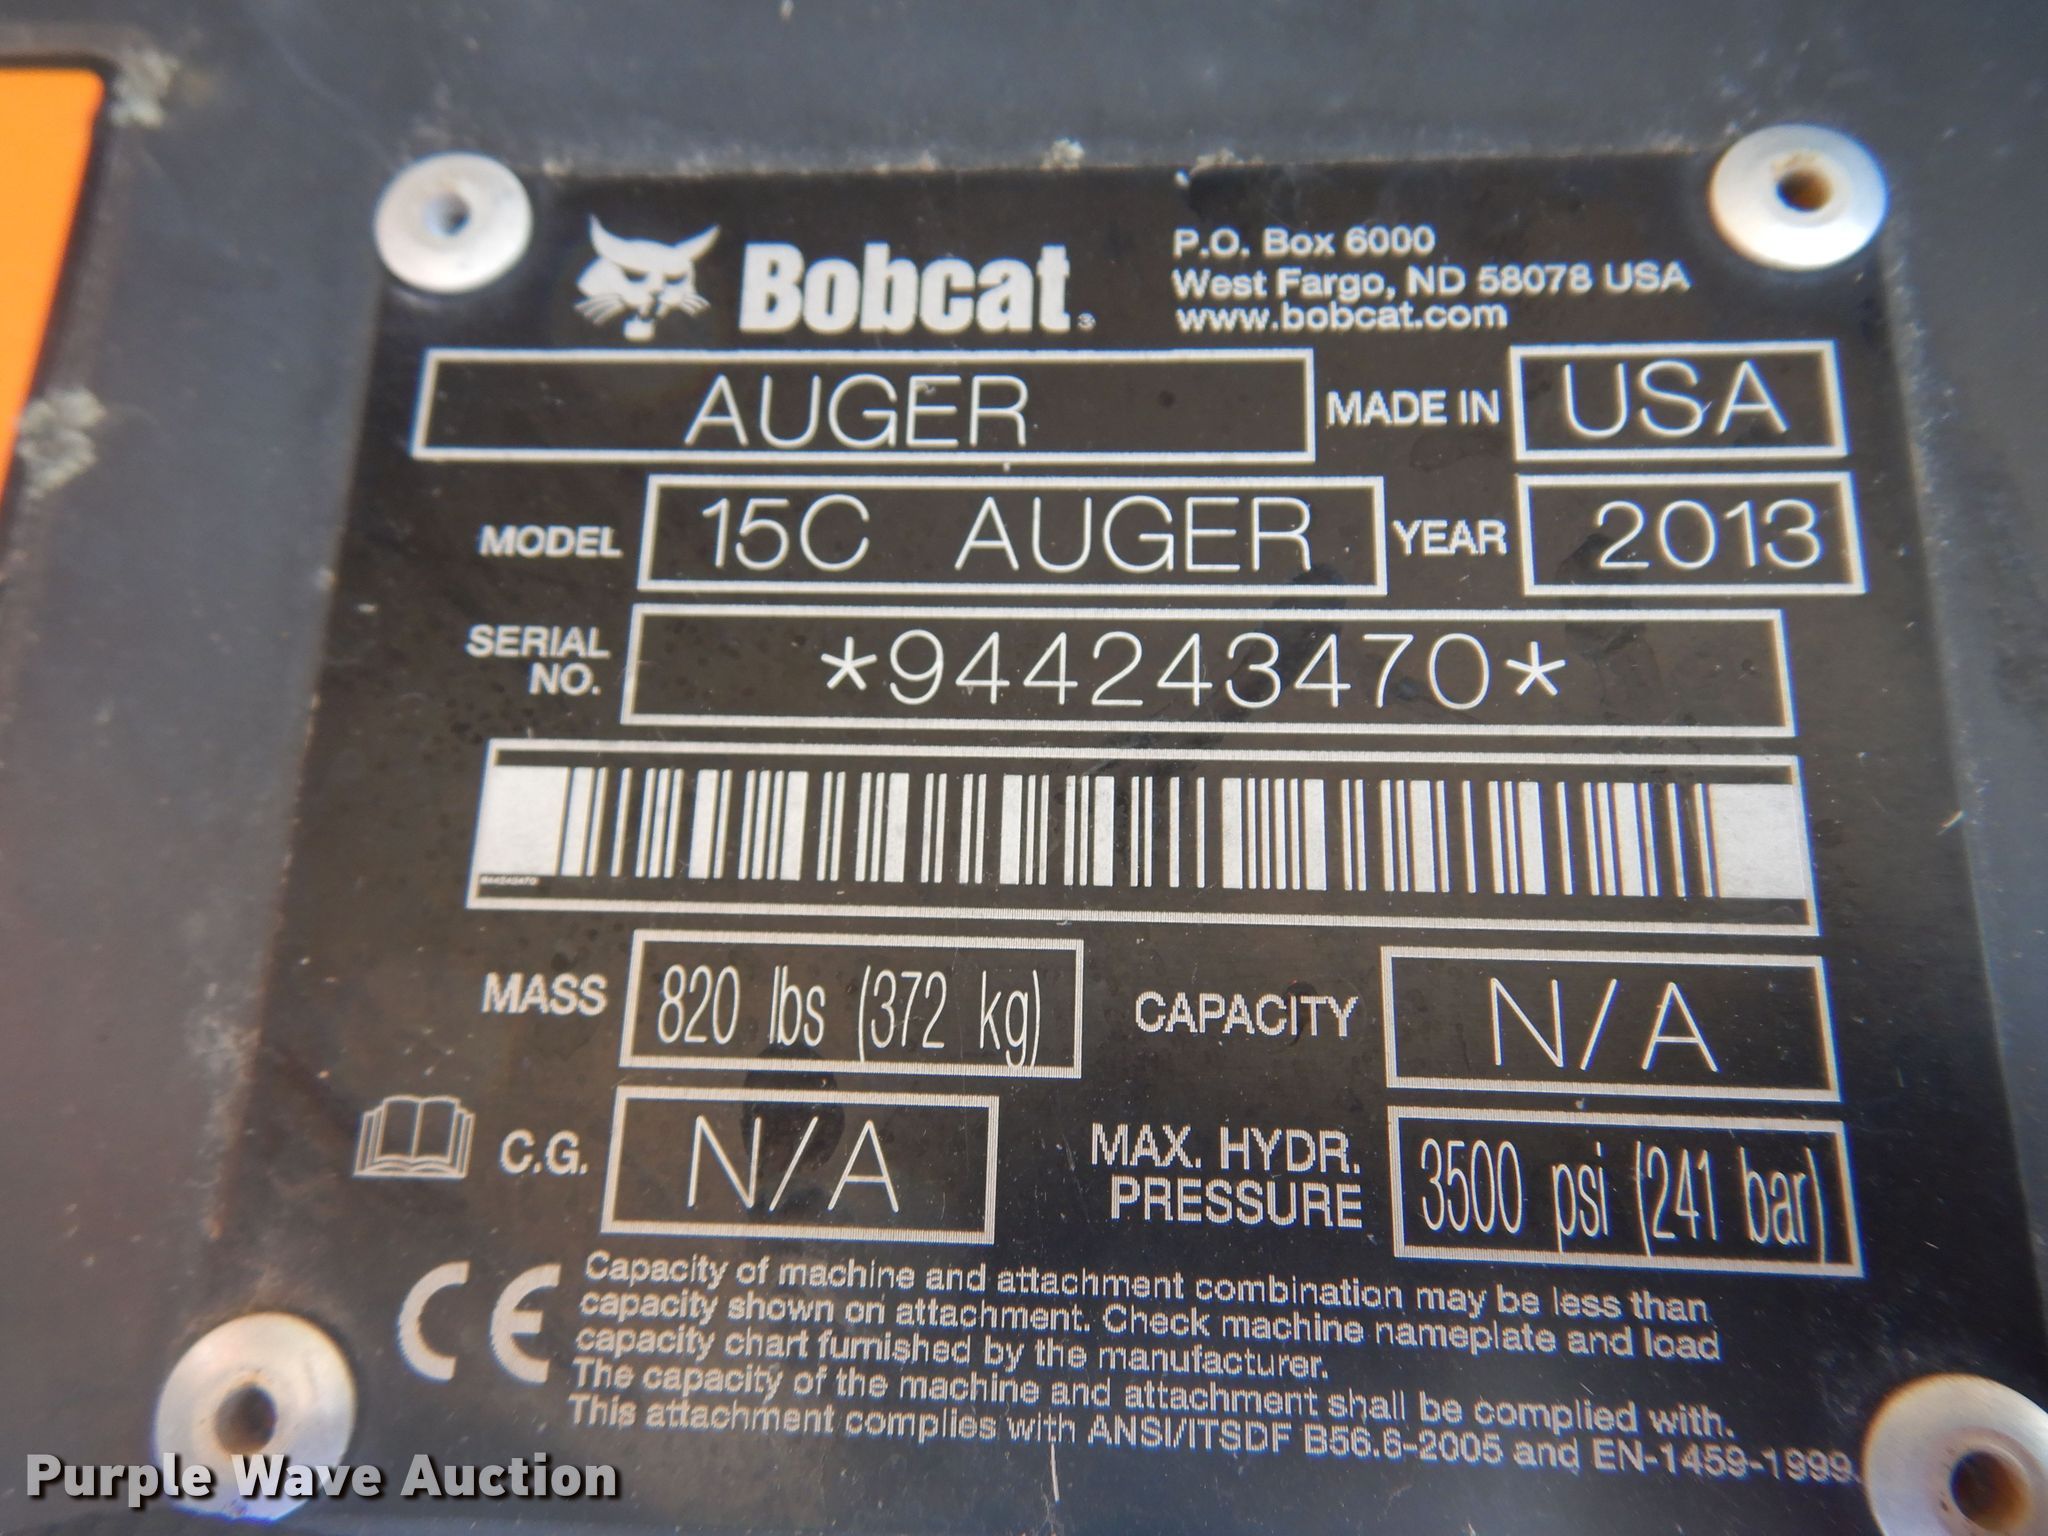 Bobcat
P.O. Box 6000
West Fargo, ND 58078 USA
www.bobcat.com
AUGER MADE IN USA
MODEL 15C AUGER YEAR 2013
SERIAL NO. *944243470*
944243470
MASS 820 lbs (372 kg) CAPACITY N/A
C.G. N/A MAX. HYDR. PRESSURE 3500 psi (241 bar)
CE
Capacity of machine and attachment combination may be less than
capacity shown on attachment. Check machine nameplate and load
capacity chart furnished by the manufacturer.
The capacity of the machine and attachment shall be complied with.
This attachment complies with ANSI/ITSDF B56.6-2005 and EN-1459-1999.
Purple Wave Auction